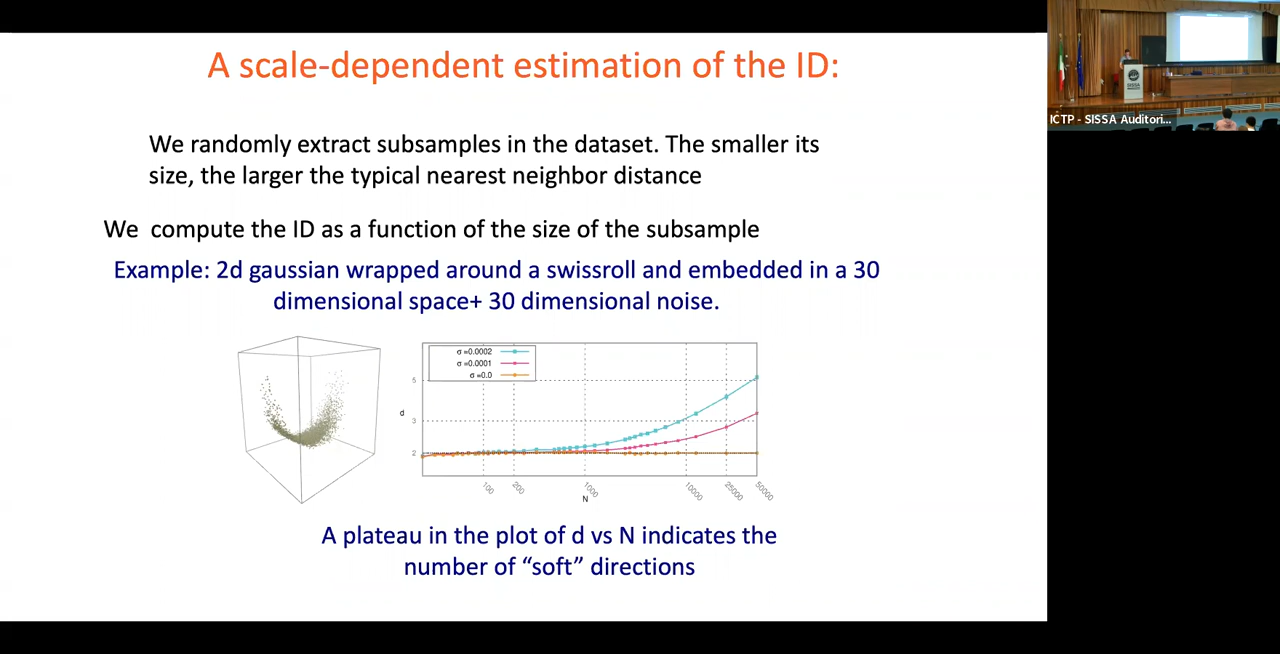 A scale-dependent estimation of the ID:
We randomly extract subsamples in the dataset. The smaller its
size, the larger the typical nearest neighbor distance
We compute the ID as a function of the size of the subsample
Example: 2d gaussian wrapped around a swissroll and embedded in a 30
dimensional space+ 30 dimensional noise.
σ =0.0002
σ =0.0001
σ =0.0
5
d
3
2
100
200
1000
10000
25000
50000
N
A plateau in the plot of d vs N indicates the
number of “soft” directions
SISSA
ICTP - SISSA Auditori...